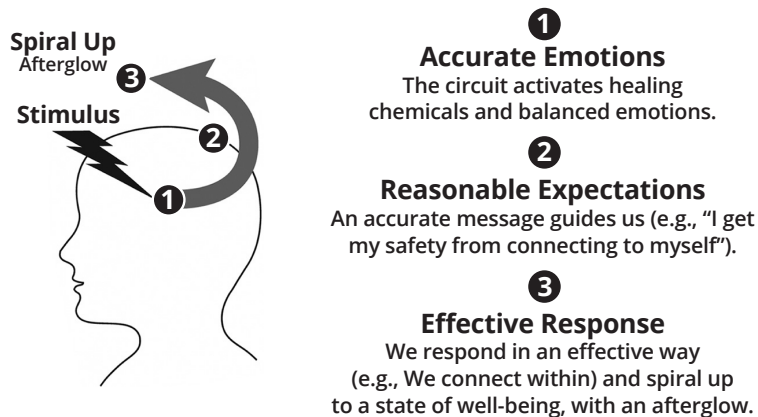 Spiral Up
Afterglow
3
Stimulus
2
1
1
Accurate Emotions
The circuit activates healing
chemicals and balanced emotions.
2
Reasonable Expectations
An accurate message guides us (e.g., “I get
my safety from connecting to myself”).
3
Effective Response
We respond in an effective way
(e.g., We connect within) and spiral up
to a state of well-being, with an afterglow.